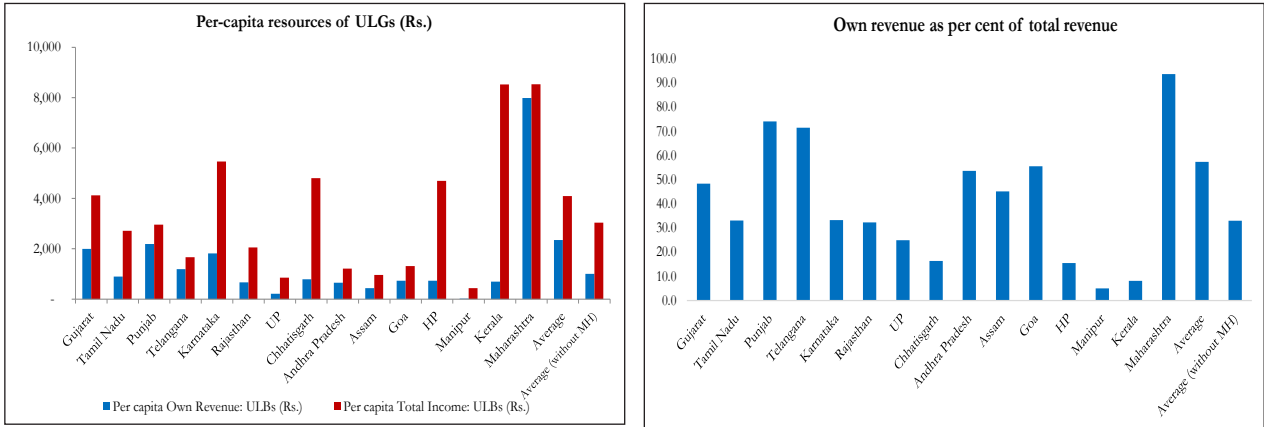 Per-capita resources of ULGs (Rs.)
10,000
8,000
6,000
4,000
2,000
-
Gujarat
Tamil Nadu
Punjab
Telangana
Karnataka
Rajasthan
UP
Chhatisgarh
Andhra Pradesh
Assam
Goa
HP
Manipur
Kerala
Maharashtra
Average
Average (without MH)
Per capita Own Revenue: ULBs (Rs.)
Per capita Total Income: ULBs (Rs.)
Own revenue as per cent of total revenue
100.0
90.0
80.0
70.0
60.0
50.0
40.0
30.0
20.0
10.0
0.0
Gujarat
Tamil Nadu
Punjab
Telangana
Karnataka
Rajasthan
UP
Chhatisgarh
Andhra Pradesh
Assam
Goa
HP
Manipur
Kerala
Maharashtra
Average
Average (without MH)